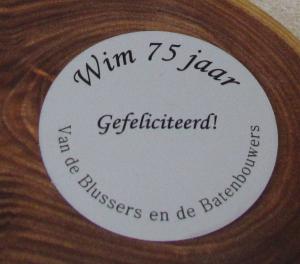 Wim 75 jaar
Gefeliciteerd!
Van de Blussers en de Batenbouwers